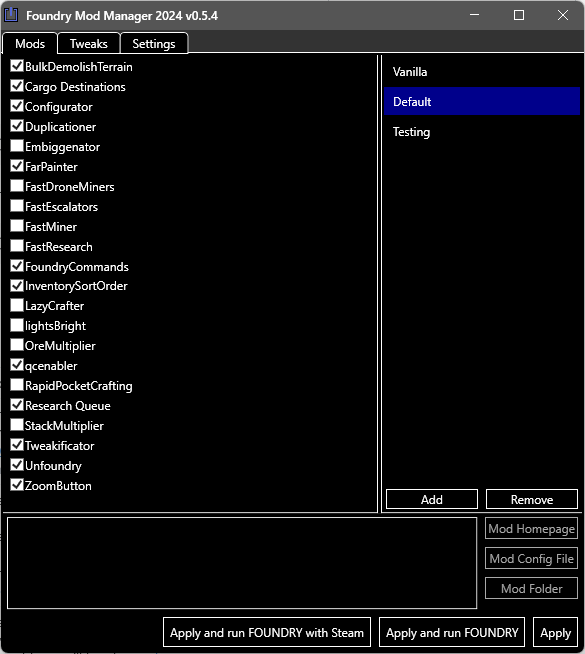 Foundry Mod Manager 2024 v0.5.4
Mods Tweaks Settings
BulkDemolishTerrain
Cargo Destinations
Configurator
Duplicationer
Embiggenator
FarPainter
FastDroneMiners
FastEscalators
FastMiner
FastResearch
FoundryCommands
InventorySortOrder
LazyCrafter
lightsBright
OreMultiplier
qcenabler
RapidPocketCrafting
Research Queue
StackMultiplier
Tweakificator
Unfoundry
ZoomButton
Vanilla
Default
Testing
Add Remove
Mod Homepage
Mod Config File
Mod Folder
Apply and run FOUNDRY with Steam Apply and run FOUNDRY Apply